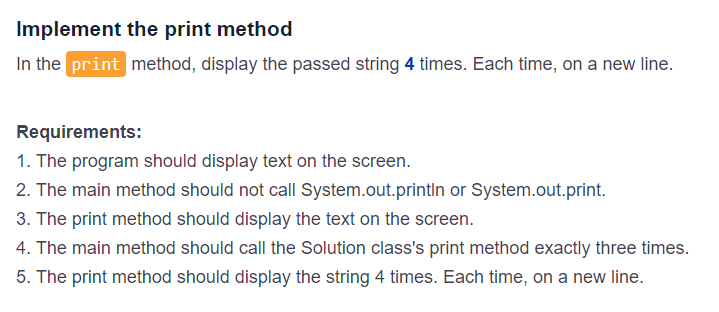 Implement the print method
In the print method, display the passed string 4 times. Each time, on a new line.
Requirements:
1. The program should display text on the screen.
2. The main method should not call System.out.println or System.out.print.
3. The print method should display the text on the screen.
4. The main method should call the Solution class's print method exactly three times.
5. The print method should display the string 4 times. Each time, on a new line.